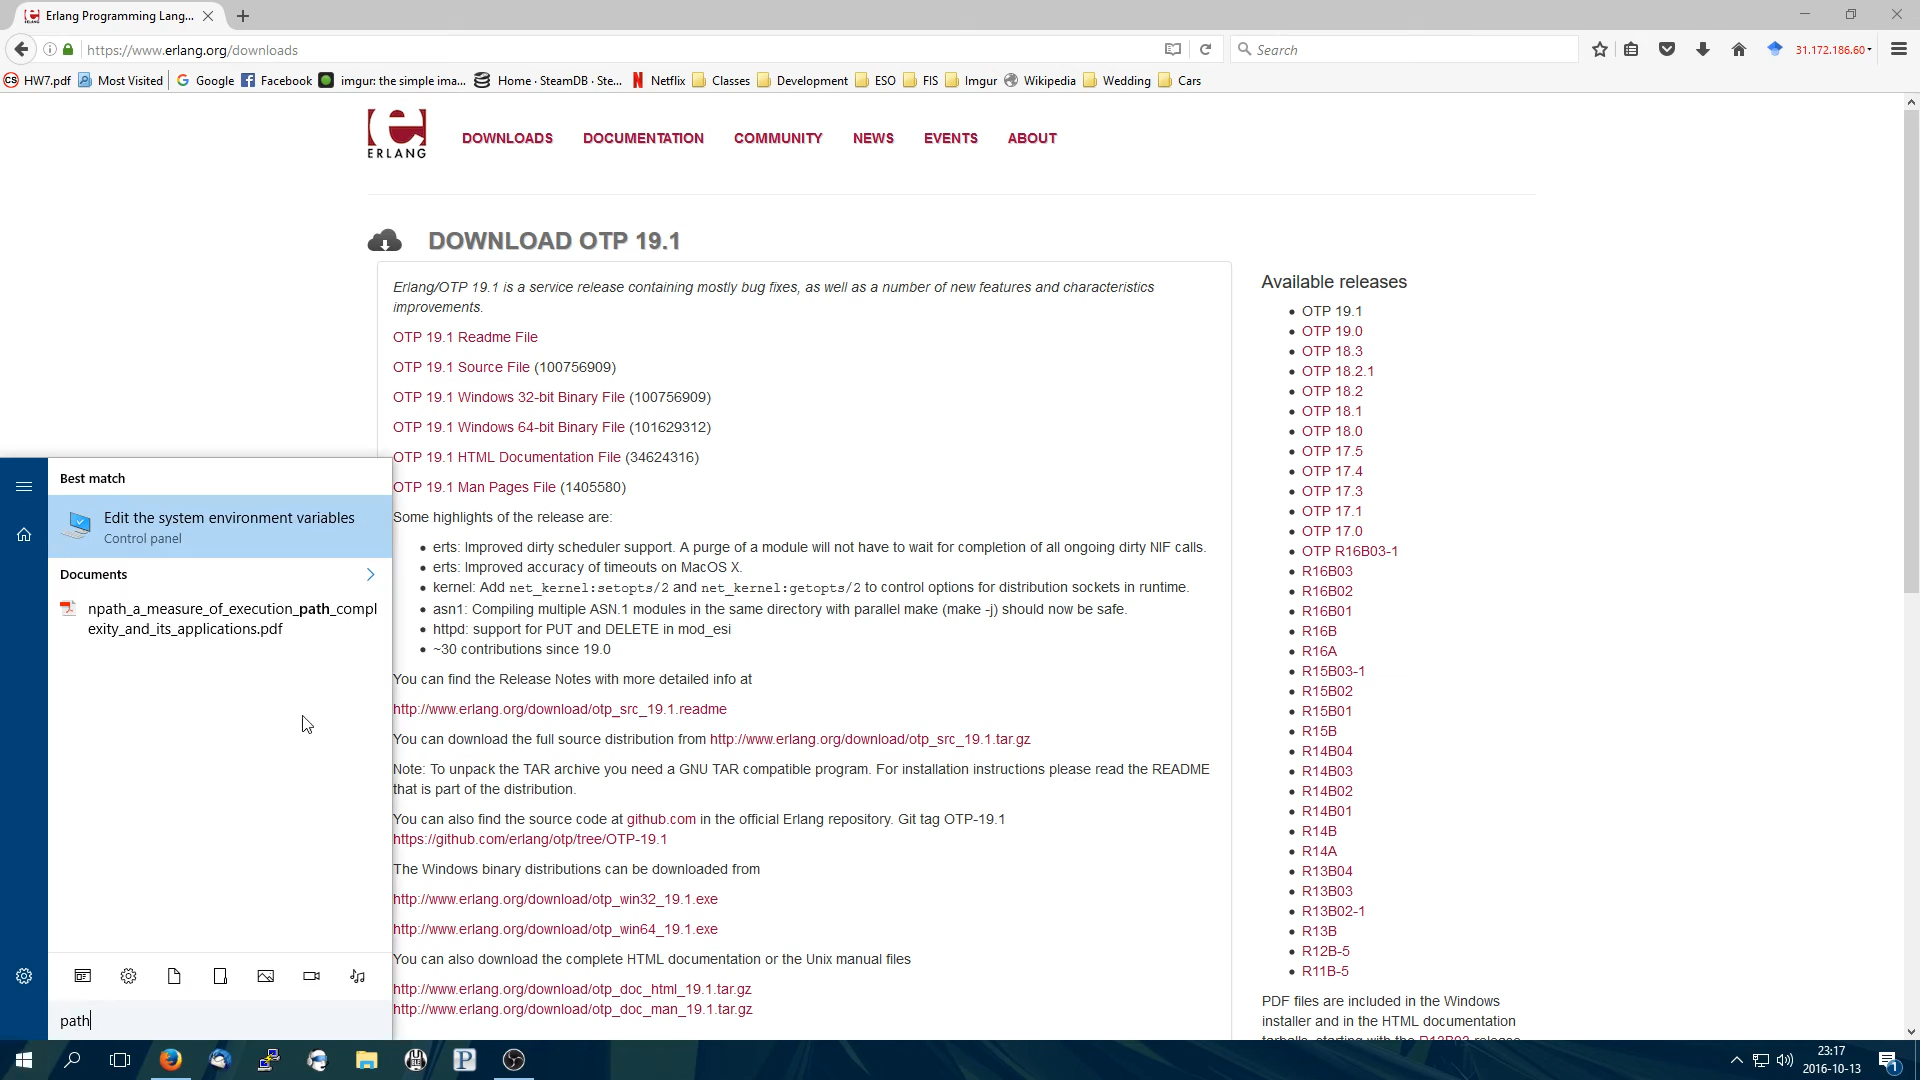 Erlang Programming Lang...
https://www.erlang.org/downloads
Search
31.172.186.60
HW7.pdf
Most Visited
Google
Facebook
imgur: the simple ima...
Home · SteamDB · Ste...
Netflix
Classes
Development
ESO
FIS
Imgur
Wikipedia
Wedding
Cars
ERLANG
DOWNLOADS
DOCUMENTATION
COMMUNITY
NEWS
EVENTS
ABOUT
DOWNLOAD OTP 19.1
Erlang/OTP 19.1 is a service release containing mostly bug fixes, as well as a number of new features and characteristics
improvements.
OTP 19.1 Readme File
OTP 19.1 Source File (100756909)
OTP 19.1 Windows 32-bit Binary File (100756909)
OTP 19.1 Windows 64-bit Binary File (101629312)
OTP 19.1 HTML Documentation File (34624316)
OTP 19.1 Man Pages File (1405580)
Some highlights of the release are:
erts: Improved dirty scheduler support. A purge of a module will not have to wait for completion of all ongoing dirty NIF calls.
erts: Improved accuracy of timeouts on MacOS X.
kernel: Add net_kernel:setopts/2 and net_kernel:getopts/2 to control options for distribution sockets in runtime.
asn1: Compiling multiple ASN.1 modules in the same directory with parallel make (make -j) should now be safe.
httpd: support for PUT and DELETE in mod_esi
~30 contributions since 19.0
You can find the Release Notes with more detailed info at
http://www.erlang.org/download/otp_src_19.1.readme
You can download the full source distribution from http://www.erlang.org/download/otp_src_19.1.tar.gz
Note: To unpack the TAR archive you need a GNU TAR compatible program. For installation instructions please read the README
that is part of the distribution.
You can also find the source code at github.com in the official Erlang repository. Git tag OTP-19.1
https://github.com/erlang/otp/tree/OTP-19.1
The Windows binary distributions can be downloaded from
http://www.erlang.org/download/otp_win32_19.1.exe
http://www.erlang.org/download/otp_win64_19.1.exe
You can also download the complete HTML documentation or the Unix manual files
http://www.erlang.org/download/otp_doc_html_19.1.tar.gz
http://www.erlang.org/download/otp_doc_man_19.1.tar.gz
Available releases
OTP 19.1
OTP 19.0
OTP 18.3
OTP 18.2.1
OTP 18.2
OTP 18.1
OTP 18.0
OTP 17.5
OTP 17.4
OTP 17.3
OTP 17.1
OTP 17.0
OTP R16B03-1
R16B03
R16B02
R16B01
R16B
R16A
R15B03-1
R15B02
R15B01
R15B
R14B04
R14B03
R14B02
R14B01
R14B
R14A
R13B04
R13B03
R13B02-1
R13B
R12B-5
R11B-5
PDF files are included in the Windows
installer and in the HTML documentation
tarballs, starting with the R13B03 release
Best match
Edit the system environment variables
Control panel
Documents
npath_a_measure_of_execution_path_compl
exity_and_its_applications.pdf
path
23:17
2016-10-13
1